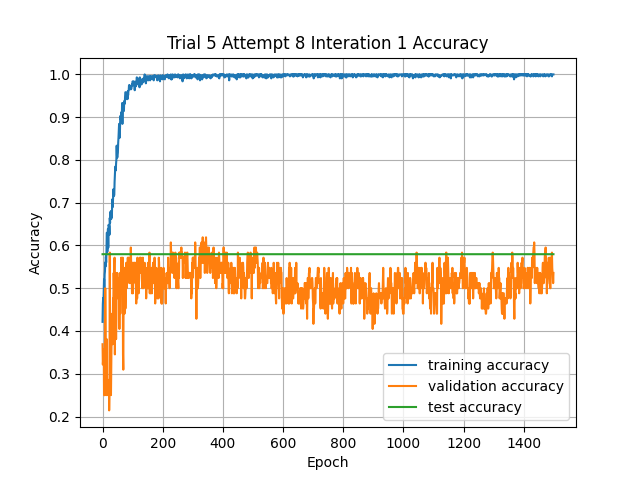 Trial 5 Attempt 8 Interation 1 Accuracy
1.0
0.9
0.8
0.7
0.6
0.5
0.4
0.3
0.2
Accuracy
training accuracy
validation accuracy
test accuracy
0 200 400 600 800 1000 1200 1400
Epoch